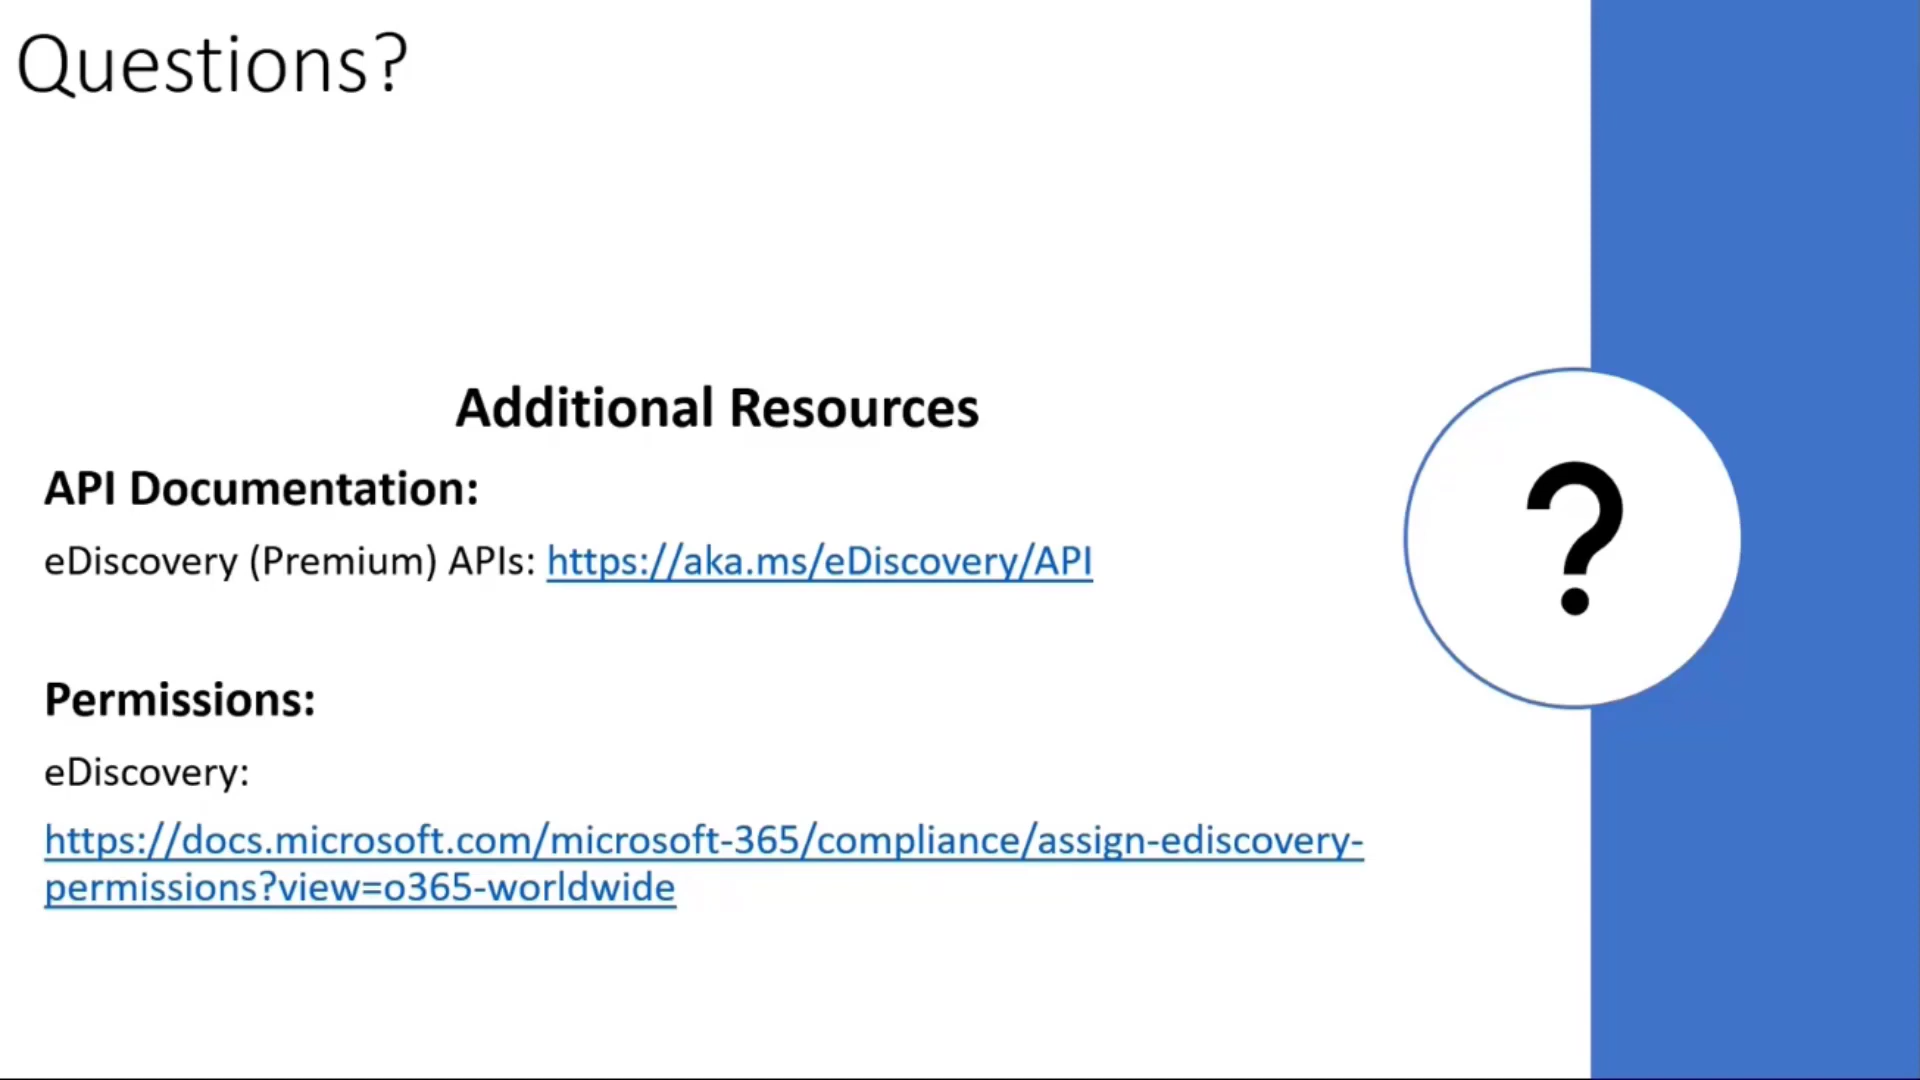 Questions?
Additional Resources
API Documentation:
eDiscovery (Premium) APIs: https://aka.ms/eDiscovery/API
Permissions:
eDiscovery:
https://docs.microsoft.com/microsoft-365/compliance/assign-ediscovery-
permissions?view=o365-worldwide
?